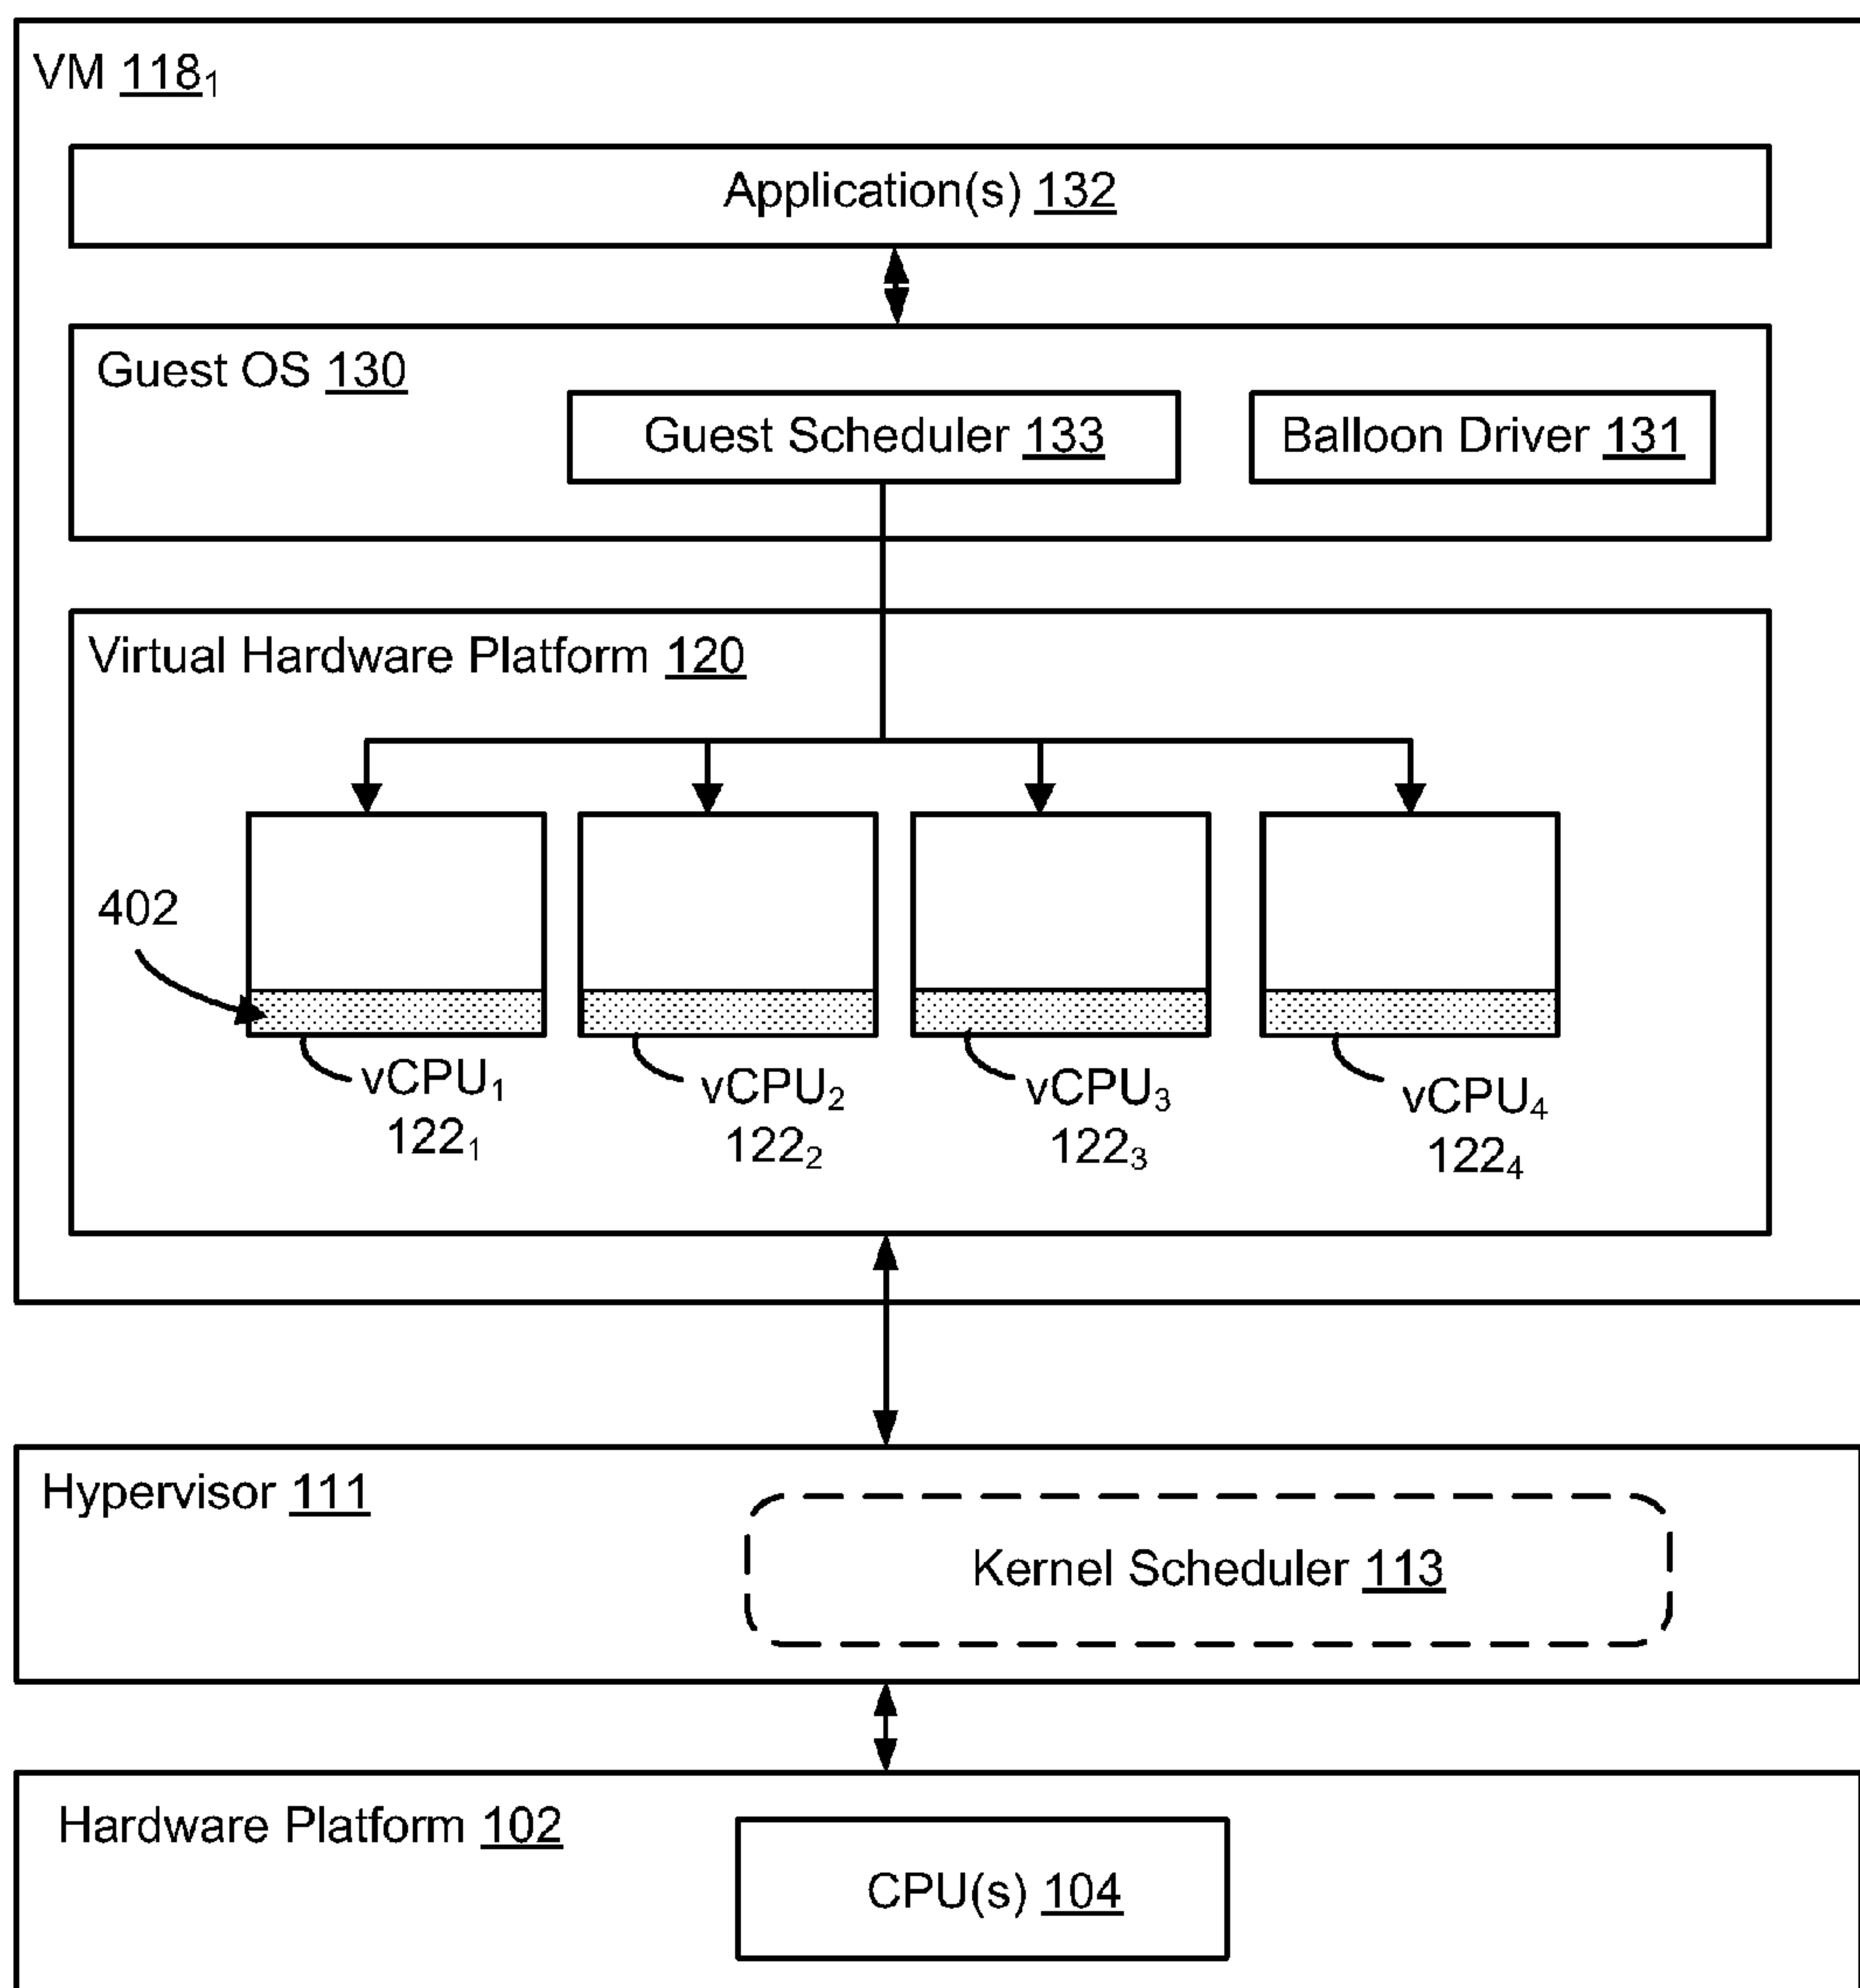 VM 118₁
Application(s) 132
Guest OS 130
Guest Scheduler 133
Balloon Driver 131
Virtual Hardware Platform 120
402
vCPU₁
122₁
vCPU₂
122₂
vCPU₃
122₃
vCPU₄
122₄
Hypervisor 111
Kernel Scheduler 113
Hardware Platform 102
CPU(s) 104